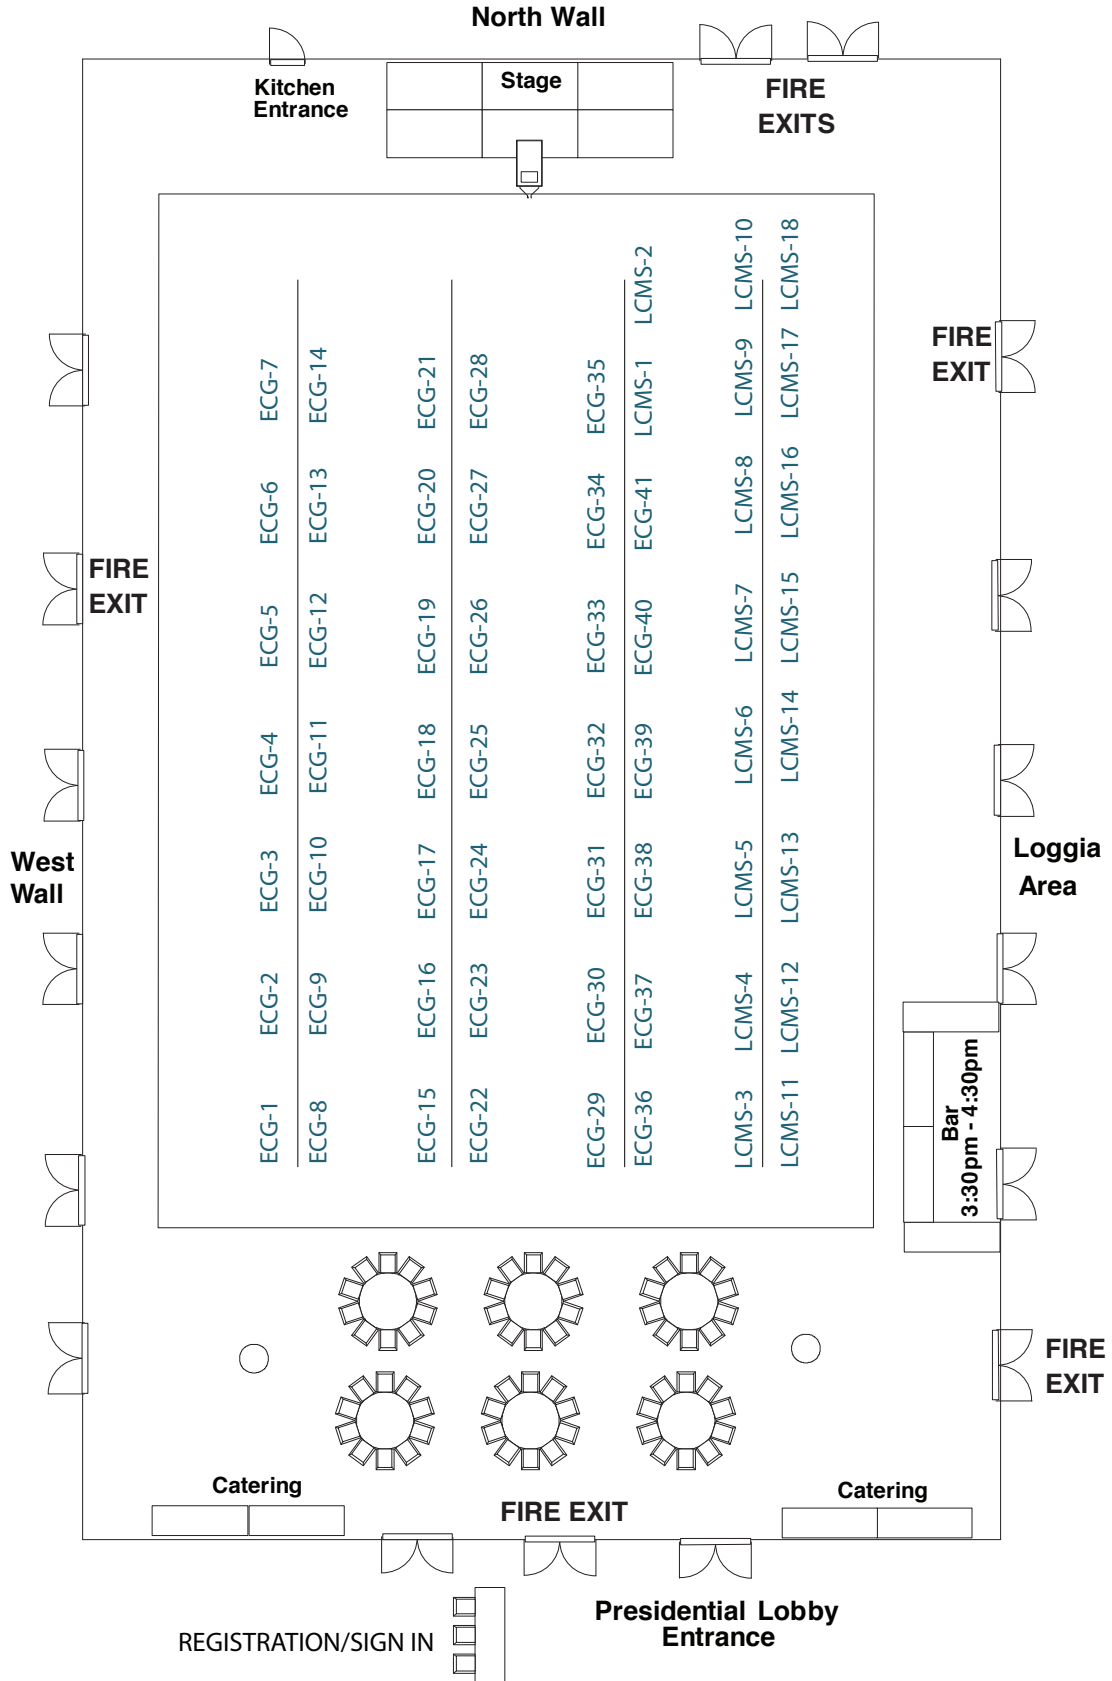 North Wall
Kitchen
Entrance
Stage
FIRE
EXITS
ECG-7
ECG-6
ECG-5
ECG-4
ECG-3
ECG-2
ECG-1
ECG-14
ECG-13
ECG-12
ECG-11
ECG-10
ECG-9
ECG-8
ECG-21
ECG-20
ECG-19
ECG-18
ECG-17
ECG-16
ECG-15
ECG-28
ECG-27
ECG-26
ECG-25
ECG-24
ECG-23
ECG-22
ECG-35
ECG-34
ECG-33
ECG-32
ECG-31
ECG-30
ECG-29
LCMS-2
LCMS-1
ECG-41
ECG-40
ECG-39
ECG-38
ECG-37
ECG-36
LCMS-10
LCMS-9
LCMS-8
LCMS-7
LCMS-6
LCMS-5
LCMS-4
LCMS-3
LCMS-18
LCMS-17
LCMS-16
LCMS-15
LCMS-14
LCMS-13
LCMS-12
LCMS-11
FIRE
EXIT
FIRE
EXIT
West
Wall
Loggia
Area
Bar
3:30pm - 4:30pm
FIRE
EXIT
Catering
FIRE EXIT
Catering
Presidential Lobby
Entrance
REGISTRATION/SIGN IN